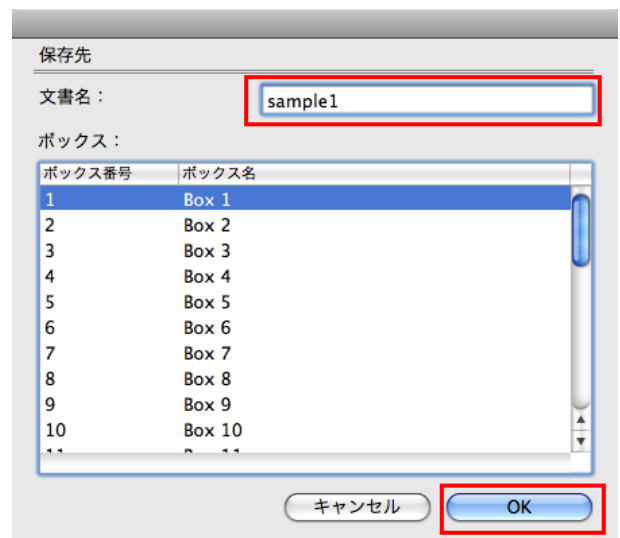 保存先
文書名：
sample1
ボックス：
ボックス番号 ボックス名
1 Box 1
2 Box 2
3 Box 3
4 Box 4
5 Box 5
6 Box 6
7 Box 7
8 Box 8
9 Box 9
10 Box 10
キャンセル OK